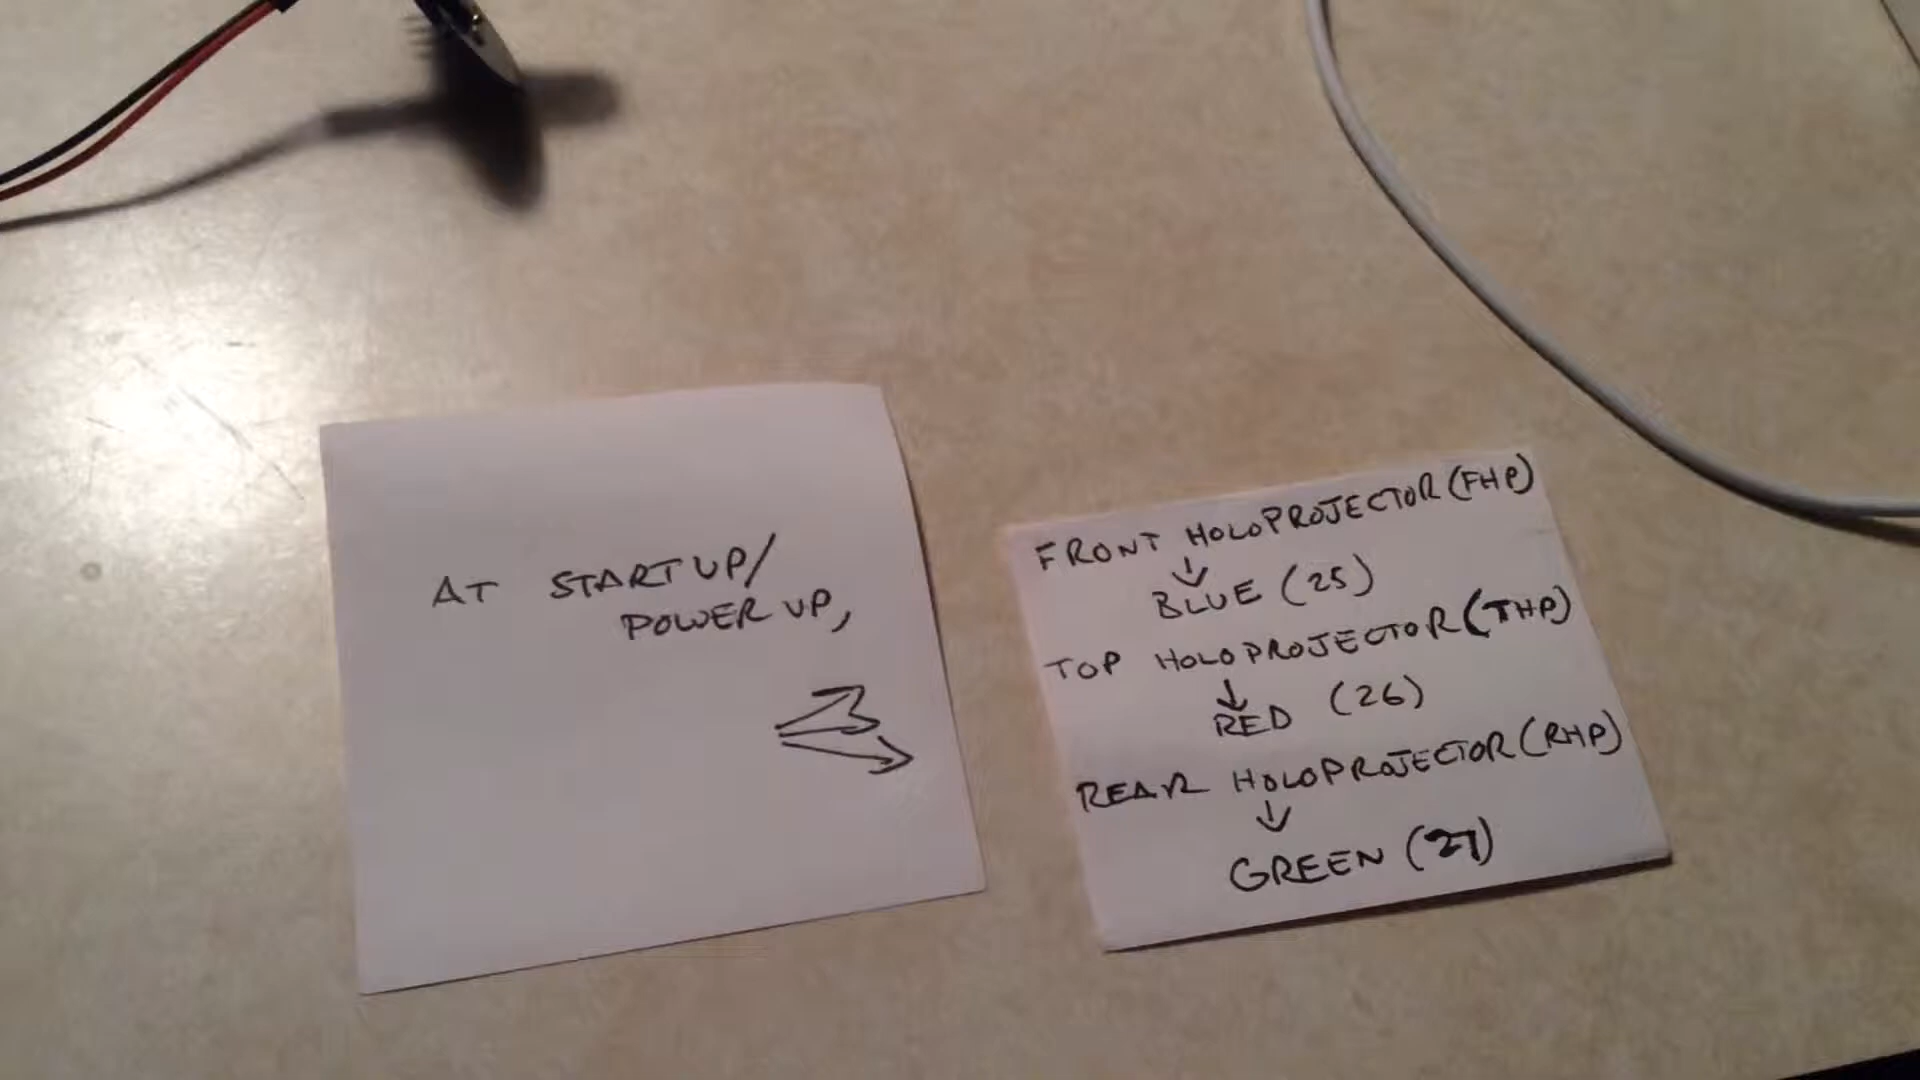 AT STARTUP/
POWER UP,
FRONT HOLOPROJECTOR (FHP)
↓
BLUE (25)
TOP HOLOPROJECTOR (THP)
↓
RED (26)
REAR HOLOPROJECTOR (RHP)
↓
GREEN (27)